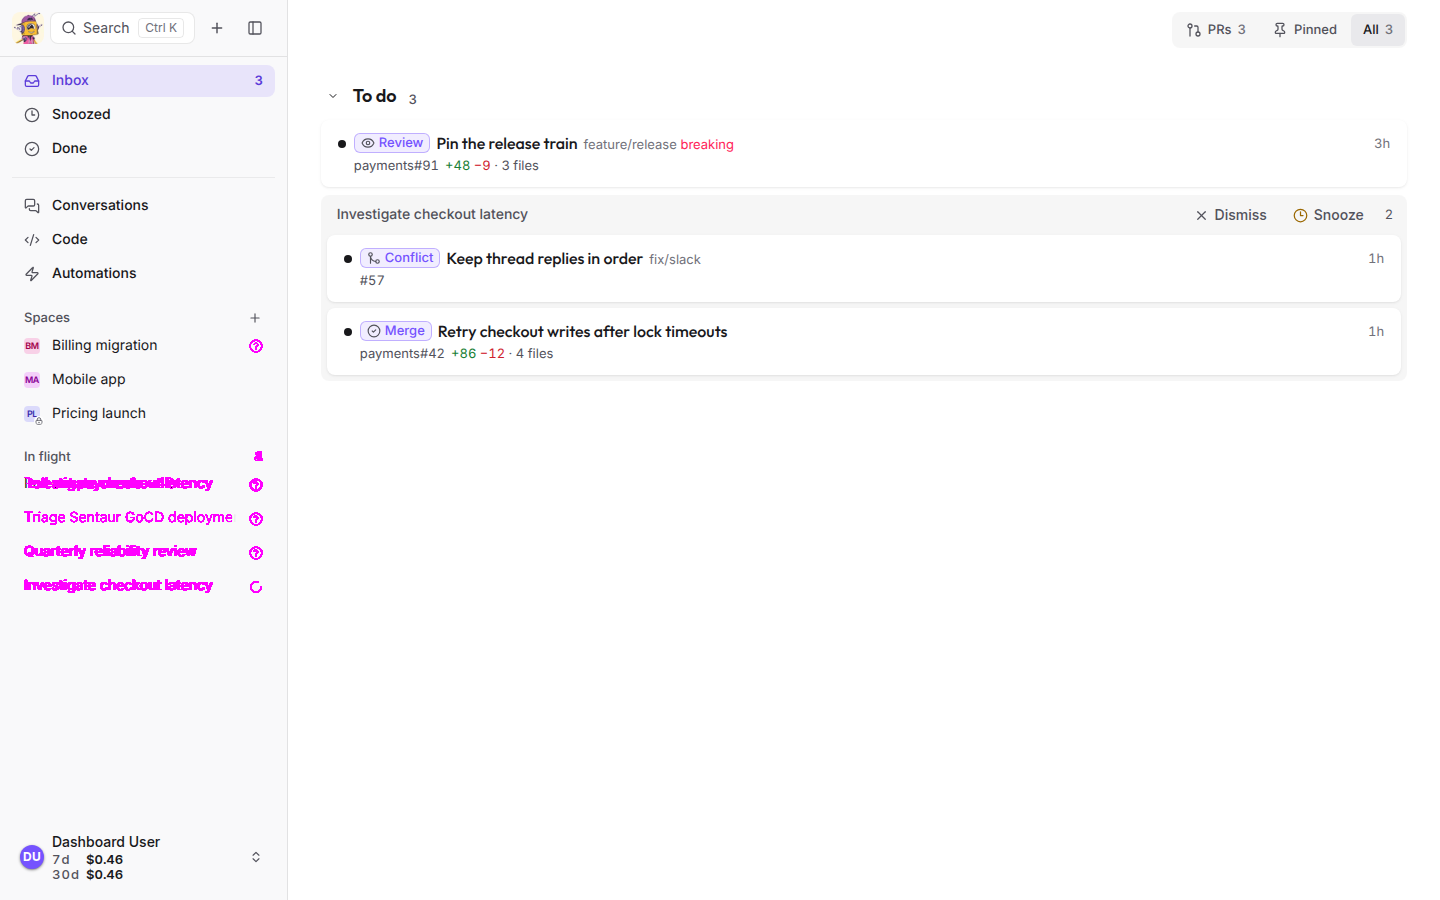 Search Ctrl K
Inbox 3
Snoozed
Done
Conversations
Code
Automations
Spaces
BM Billing migration
MA Mobile app
PL Pricing launch
In flight
Triage Sentaur GoCD deployme
Quarterly reliability review
Investigate checkout latency
DU Dashboard User
7d $0.46
30d $0.46
PRs 3 Pinned All 3
To do 3
Review Pin the release train feature/release breaking 3h
payments#91 +48 −9 · 3 files
Investigate checkout latency Dismiss Snooze 2
Conflict Keep thread replies in order fix/slack 1h
#57
Merge Retry checkout writes after lock timeouts 1h
payments#42 +86 −12 · 4 files